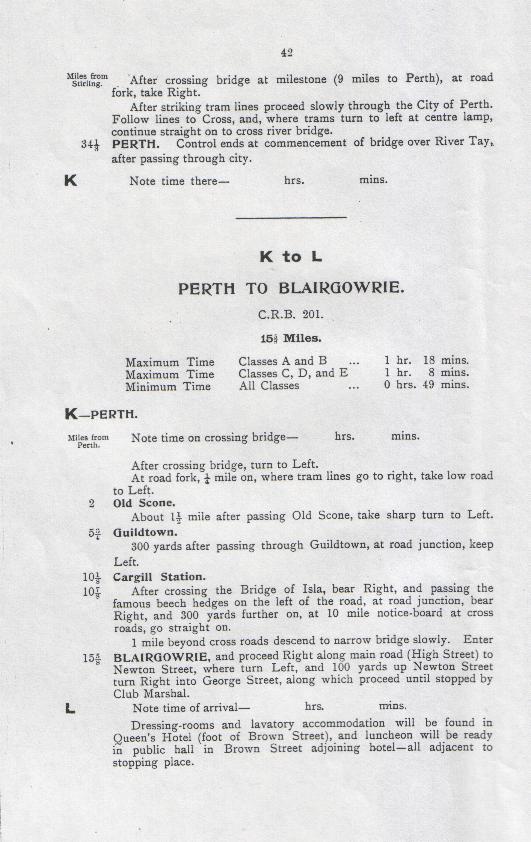 42
Miles from
Stirling.
After crossing bridge at milestone (9 miles to Perth), at road
fork, take Right.
After striking tram lines proceed slowly through the City of Perth.
Follow lines to Cross, and, where trams turn to left at centre lamp,
continue straight on to cross river bridge.
34⅛ PERTH. Control ends at commencement of bridge over River Tay,
after passing through city.
K Note time there— hrs. mins.
K to L
PERTH TO BLAIRGOWRIE.
C.R.B. 201.
Miles.
Maximum Time Classes A and B ... 1 hr. 18 mins.
Maximum Time Classes C, D, and E 1 hr. 8 mins.
Minimum Time All Classes ... 0 hrs. 49 mins.
K—PERTH.
Miles from
Perth.
Note time on crossing bridge— hrs. mins.
After crossing bridge, turn to Left.
At road fork, ¼ mile on, where tram lines go to right, take low road
to Left.
2 Old Scone.
About 1½ mile after passing Old Scone, take sharp turn to Left.
Guildtown.
300 yards after passing through Guildtown, at road junction, keep
Left.
Cargill Station.
After crossing the Bridge of Isla, bear Right, and passing the
famous beech hedges on the left of the road, at road junction, bear
Right, and 300 yards further on, at 10 mile notice-board at cross
roads, go straight on.
1 mile beyond cross roads descend to narrow bridge slowly. Enter
BLAIRGOWRIE, and proceed Right along main road (High Street) to
Newton Street, where turn Left, and 100 yards up Newton Street
turn Right into George Street, along which proceed until stopped by
Club Marshal.
L Note time of arrival— hrs. mins.
Dressing-rooms and lavatory accommodation will be found in
Queen's Hotel (foot of Brown Street), and luncheon will be ready
in public hall in Brown Street adjoining hotel—all adjacent to
stopping place.